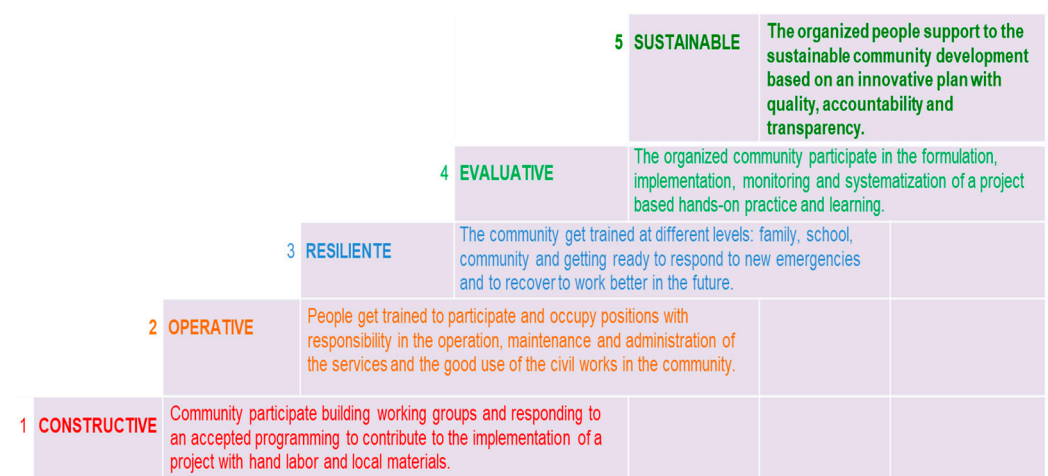 5 SUSTAINABLE
The organized people support to the
sustainable community development
based on an innovative plan with
quality, accountability and
transparency.
4 EVALUATIVE
The organized community participate in the formulation,
implementation, monitoring and systematization of a project
based hands-on practice and learning.
3 RESILIENTE
The community get trained at different levels: family, school,
community and getting ready to respond to new emergencies
and to recover to work better in the future.
2 OPERATIVE
People get trained to participate and occupy positions with
responsibility in the operation, maintenance and administration of
the services and the good use of the civil works in the community.
1 CONSTRUCTIVE
Community participate building working groups and responding to
an accepted programming to contribute to the implementation of a
project with hand labor and local materials.